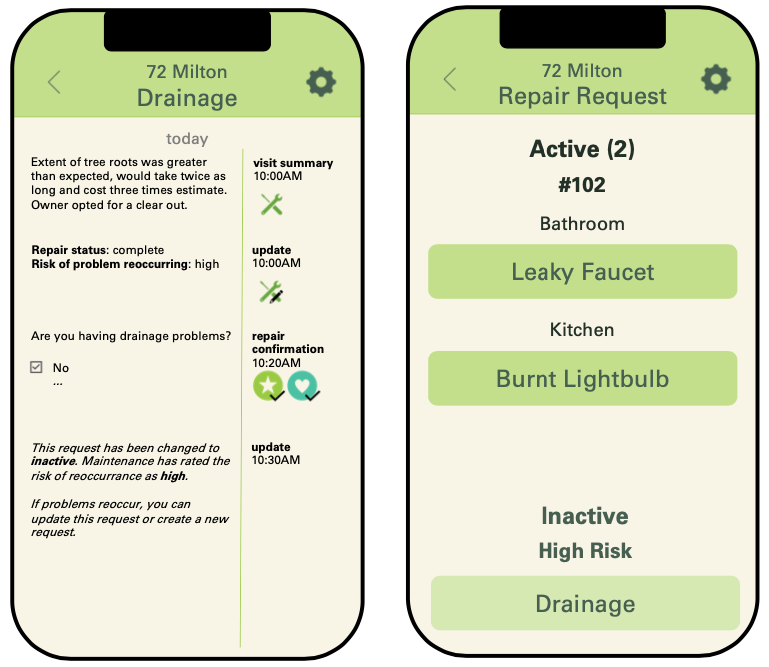 72 Milton
Drainage
today
Extent of tree roots was greater
than expected, would take twice as
long and cost three times estimate.
Owner opted for a clear out.
visit summary
10:00AM
Repair status: complete
Risk of problem reoccurring: high
update
10:00AM
Are you having drainage problems?
No
...
repair
confirmation
10:20AM
This request has been changed to
inactive. Maintenance has rated the
risk of reoccurrance as high.
If problems reoccur, you can
update this request or create a new
request.
update
10:30AM
72 Milton
Repair Request
Active (2)
#102
Bathroom
Leaky Faucet
Kitchen
Burnt Lightbulb
Inactive
High Risk
Drainage